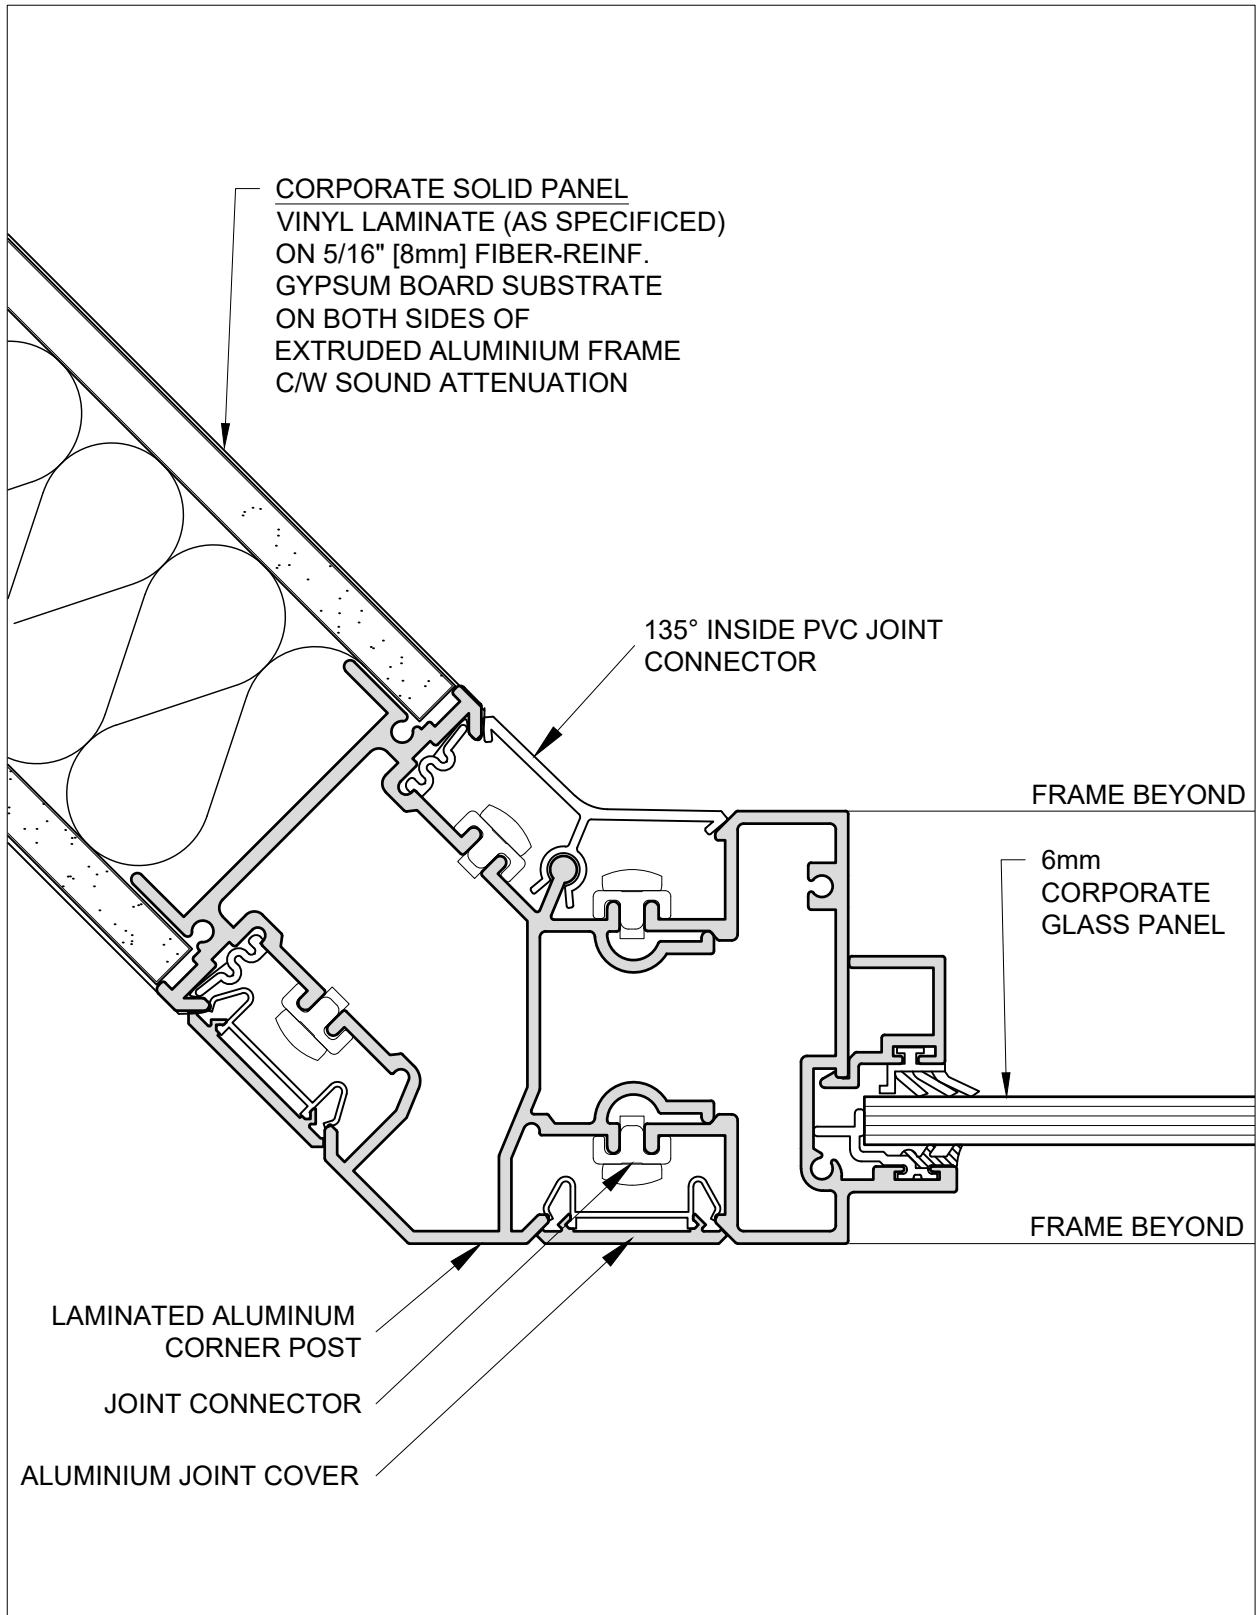 CORPORATE SOLID PANEL
VINYL LAMINATE (AS SPECIFICED)
ON 5/16" [8mm] FIBER-REINF.
GYPSUM BOARD SUBSTRATE
ON BOTH SIDES OF
EXTRUDED ALUMINIUM FRAME
C/W SOUND ATTENUATION
135° INSIDE PVC JOINT
CONNECTOR
FRAME BEYOND
6mm
CORPORATE
GLASS PANEL
FRAME BEYOND
LAMINATED ALUMINUM
CORNER POST
JOINT CONNECTOR
ALUMINIUM JOINT COVER